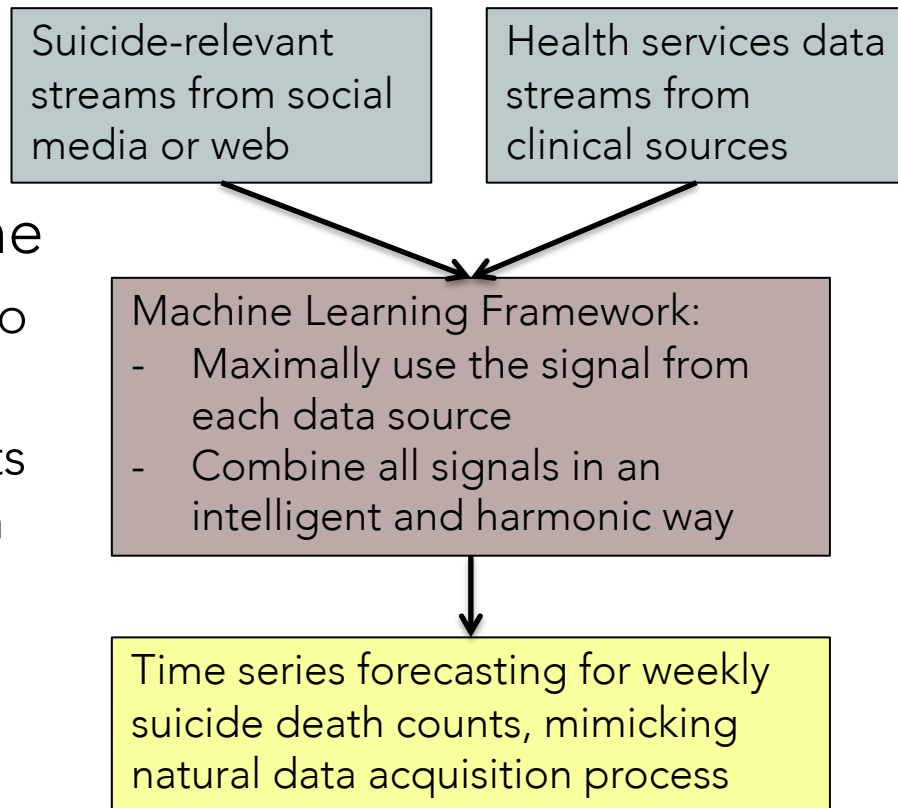 Suicide-relevant
streams from social
media or web
Health services data
streams from
clinical sources
Machine Learning Framework:
- Maximally use the signal from
each data source
- Combine all signals in an
intelligent and harmonic way
Time series forecasting for weekly
suicide death counts, mimicking
natural data acquisition process